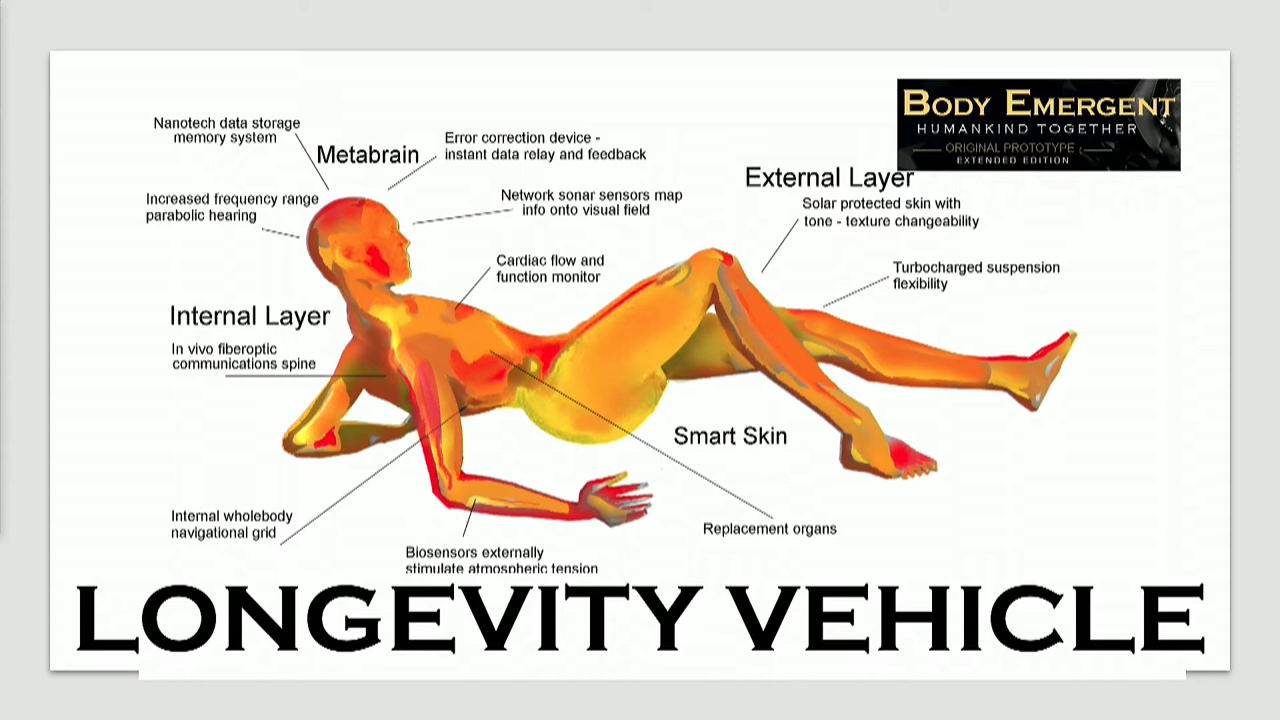 BODY EMERGENT
HUMANKIND TOGETHER
ORIGINAL PROTOTYPE
EXTENDED EDITION
Nanotech data storage
memory system
Metabrain
Error correction device -
instant data relay and feedback
Increased frequency range
parabolic hearing
Network sonar sensors map
info onto visual field
External Layer
Solar protected skin with
tone - texture changeability
Cardiac flow and
function monitor
Turbocharged suspension
flexibility
Internal Layer
In vivo fiberoptic
communications spine
Smart Skin
Internal wholebody
navigational grid
Replacement organs
Biosensors externally
stimulate atmospheric tension
LONGEVITY VEHICLE